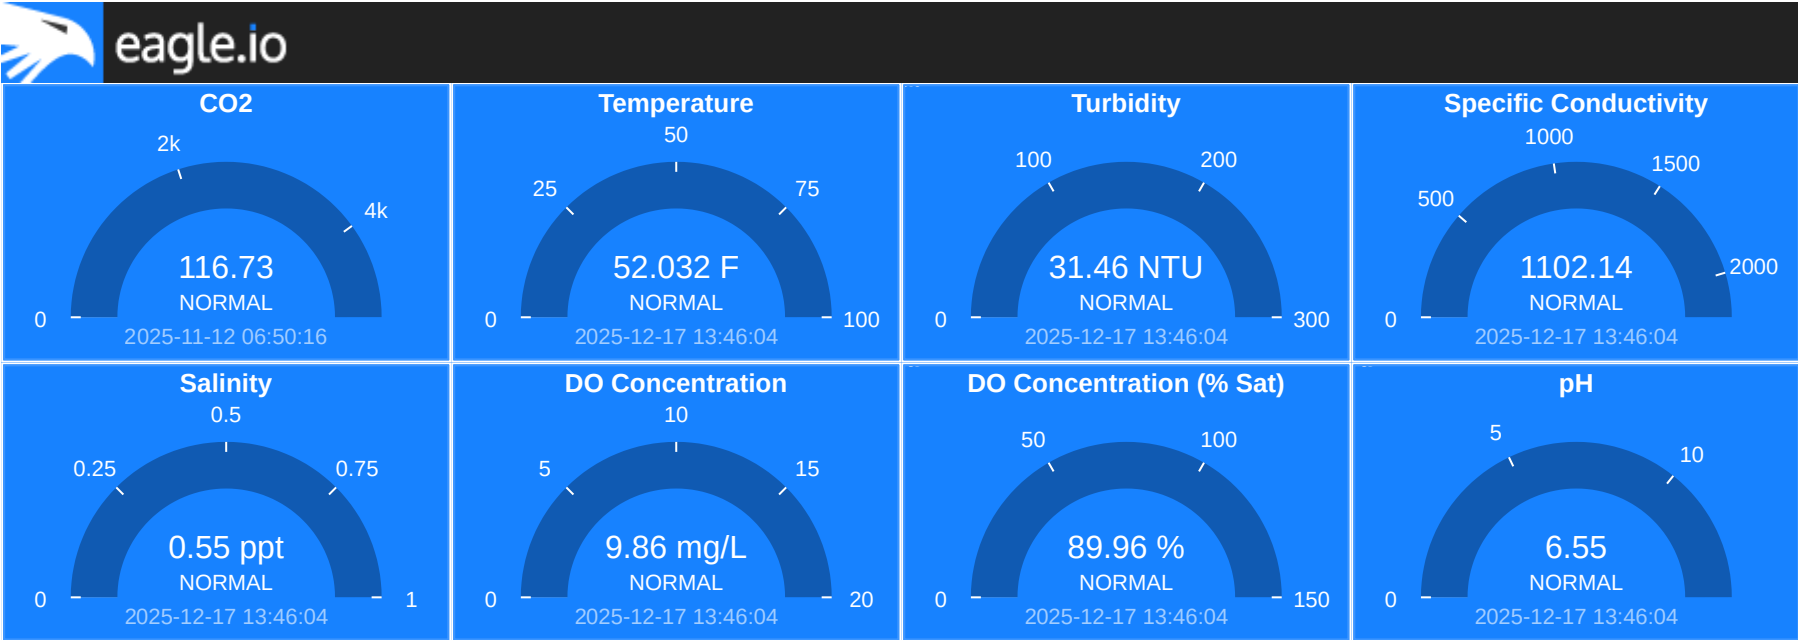 eagle.io
CO2
2k
4k
116.73
NORMAL
0
2025-11-12 06:50:16
Temperature
50
25
75
52.032 F
NORMAL
0
100
2025-12-17 13:46:04
Turbidity
100
200
31.46 NTU
NORMAL
0
300
2025-12-17 13:46:04
Specific Conductivity
1000
1500
500
1102.14
2000
NORMAL
0
2025-12-17 13:46:04
Salinity
0.5
0.25
0.75
0.55 ppt
NORMAL
0
1
2025-12-17 13:46:04
DO Concentration
10
5
15
9.86 mg/L
NORMAL
0
20
2025-12-17 13:46:04
DO Concentration (% Sat)
50
100
89.96 %
NORMAL
0
150
2025-12-17 13:46:04
pH
5
10
6.55
NORMAL
0
2025-12-17 13:46:04